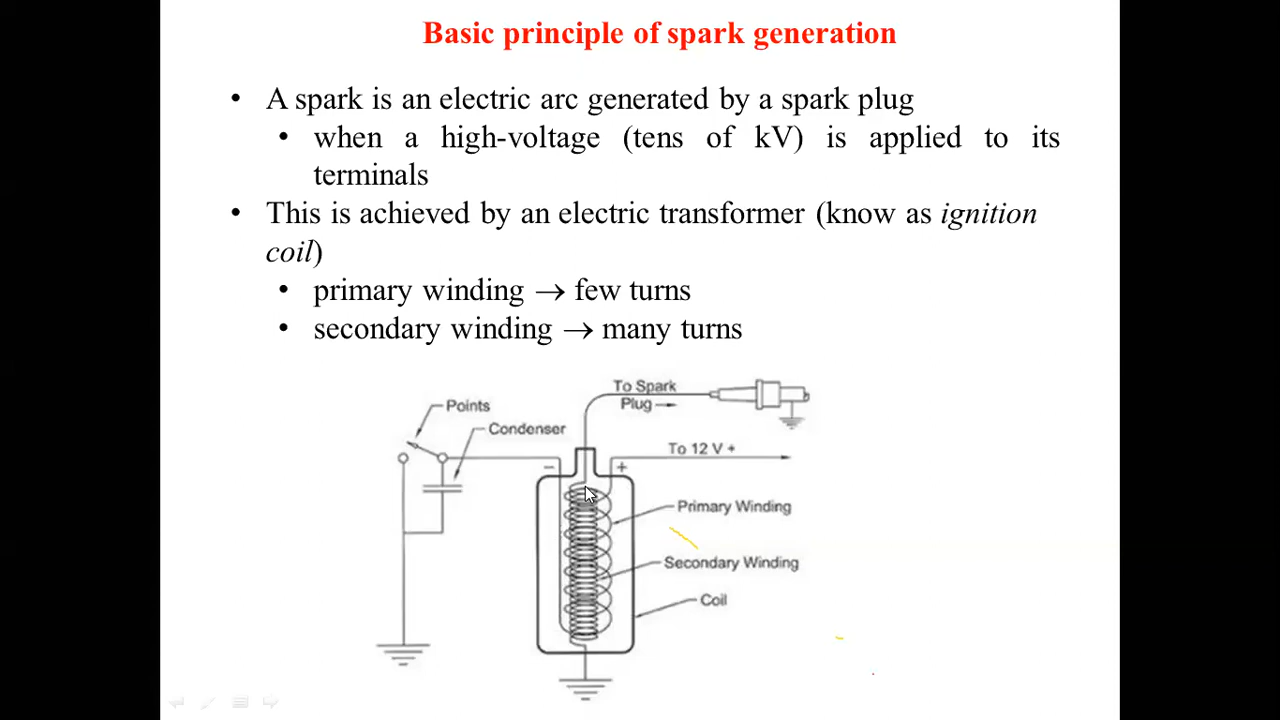 Basic principle of spark generation
• A spark is an electric arc generated by a spark plug
• when a high-voltage (tens of kV) is applied to its
terminals
• This is achieved by an electric transformer (know as ignition
coil)
• primary winding → few turns
• secondary winding → many turns
To Spark
Plug
Points
Condenser
To 12 V +
− +
Primary Winding
Secondary Winding
Coil